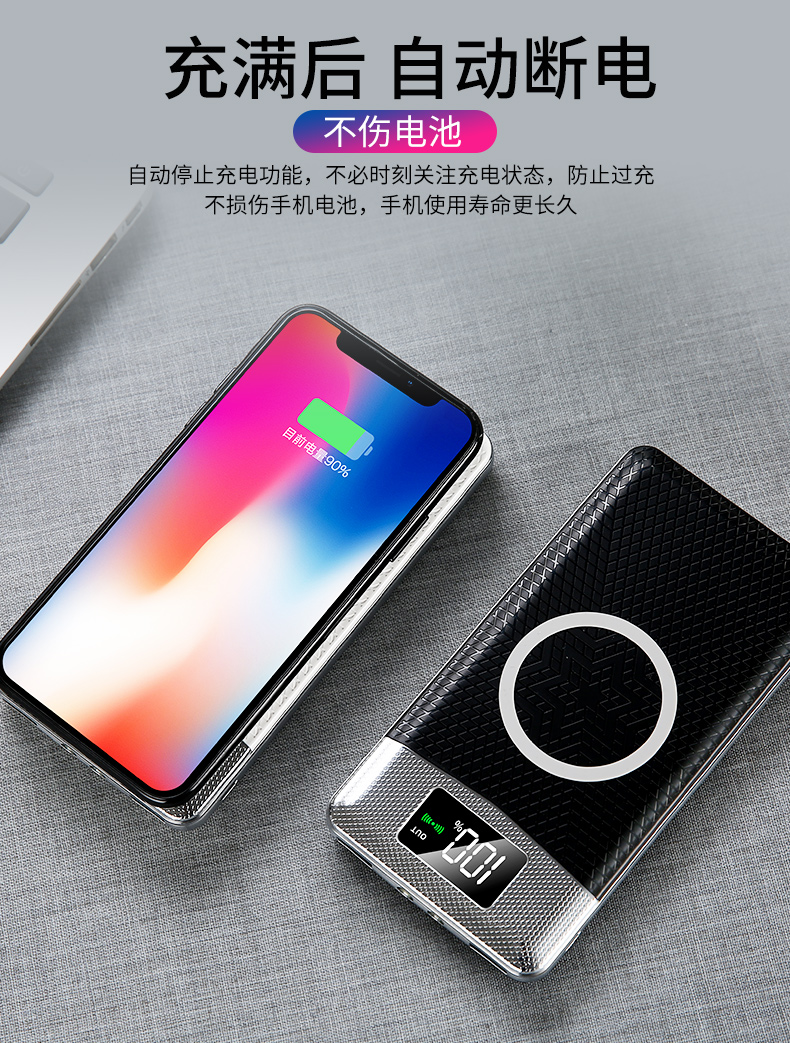 充满后 自动断电
不伤电池
自动停止充电功能，不必时刻关注充电状态，防止过充
不损伤手机电池，手机使用寿命更长久
目前电量90%
100%
OUT